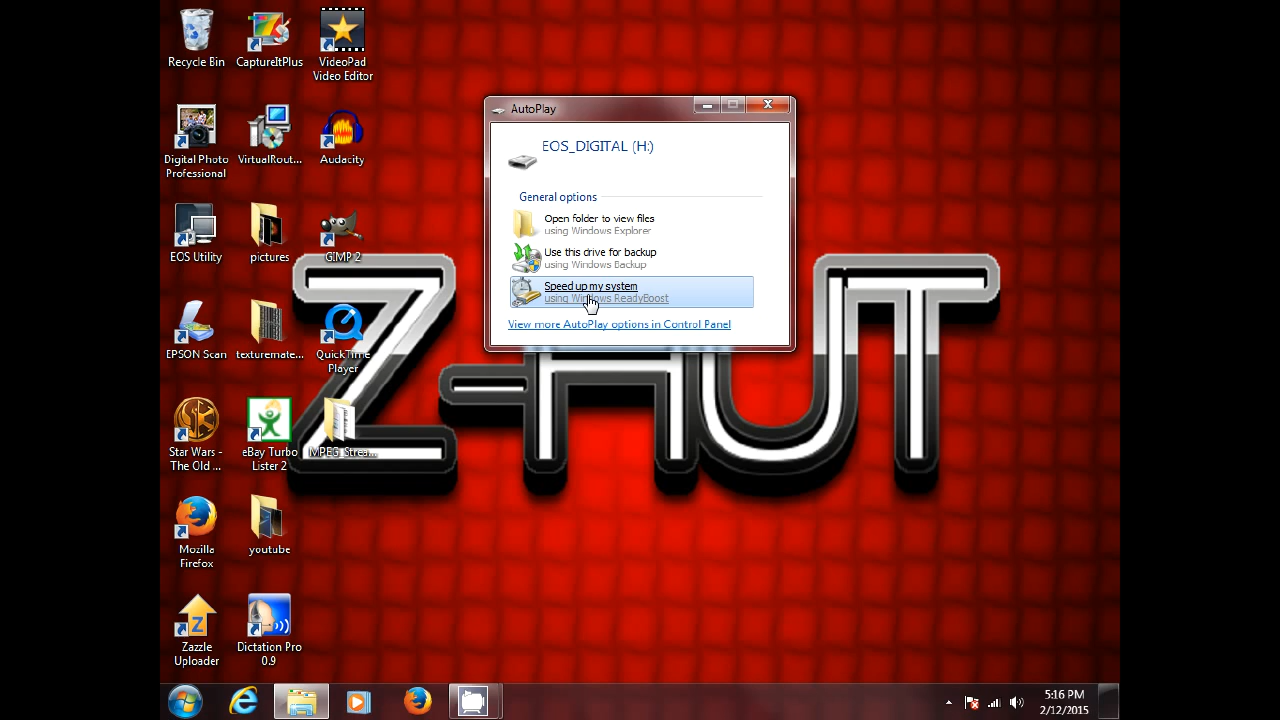 Recycle Bin
CaptureItPlus
VideoPad
Video Editor
Digital Photo
Professional
VirtualRout...
Audacity
EOS Utility
pictures
GIMP 2
EPSON Scan
texturemate...
QuickTime
Player
Star Wars -
The Old ...
eBay Turbo
Lister 2
MPEG_Strea...
Mozilla
Firefox
youtube
Zazzle
Uploader
Dictation Pro
0.9
AutoPlay
EOS_DIGITAL (H:)
General options
Open folder to view files
using Windows Explorer
Use this drive for backup
using Windows Backup
Speed up my system
using Windows ReadyBoost
View more AutoPlay options in Control Panel
Z-HUT
5:16 PM
2/12/2015